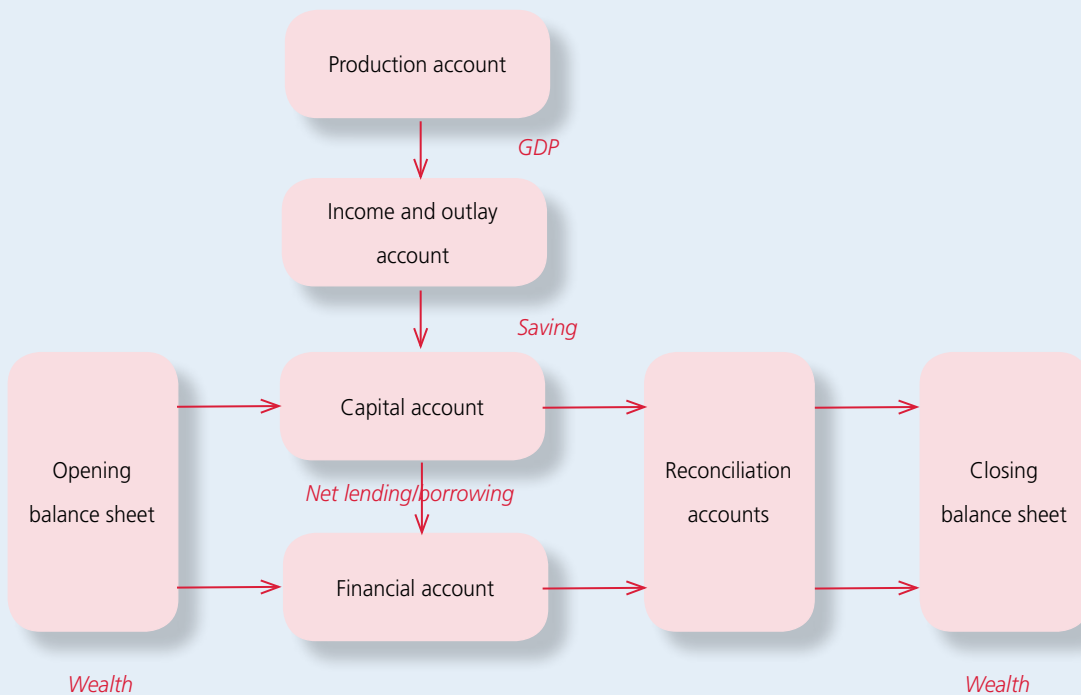 Production account
GDP
Income and outlay
account
Saving
Capital account
Opening
balance sheet
Net lending/borrowing
Reconciliation
accounts
Closing
balance sheet
Financial account
Wealth
Wealth